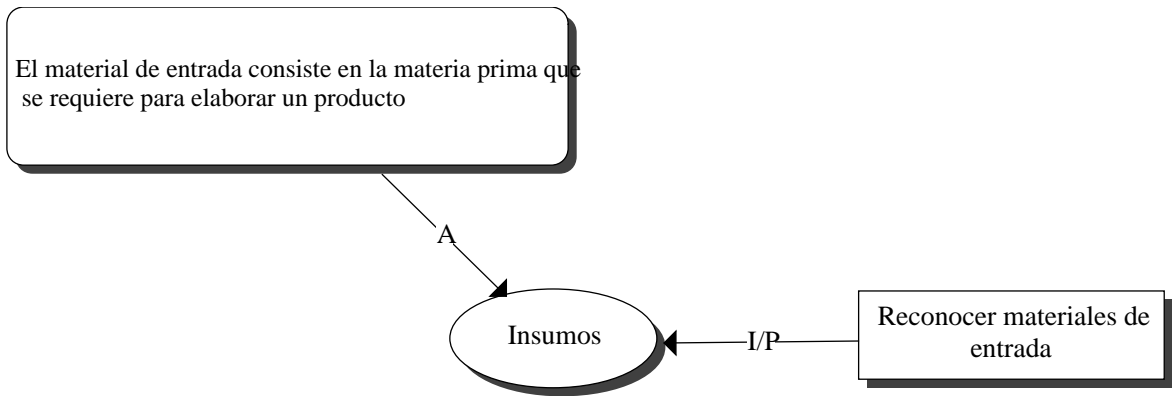 El material de entrada consiste en la materia prima que
se requiere para elaborar un producto
A
Insumos
I/P
Reconocer materiales de
entrada